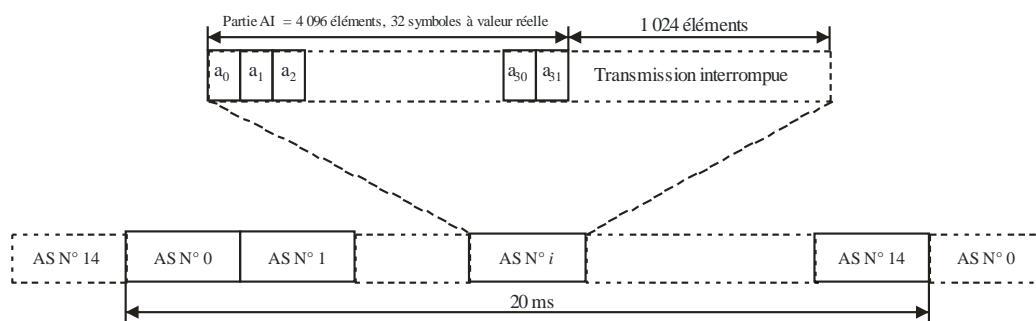 Partie AI = 4 096 éléments, 32 symboles à valeur réelle
1 024 éléments
a0 a1 a2 a30 a31 Transmission interrompue
AS N° 14 AS N° 0 AS N° 1 AS N° i AS N° 14 AS N° 0
20 ms